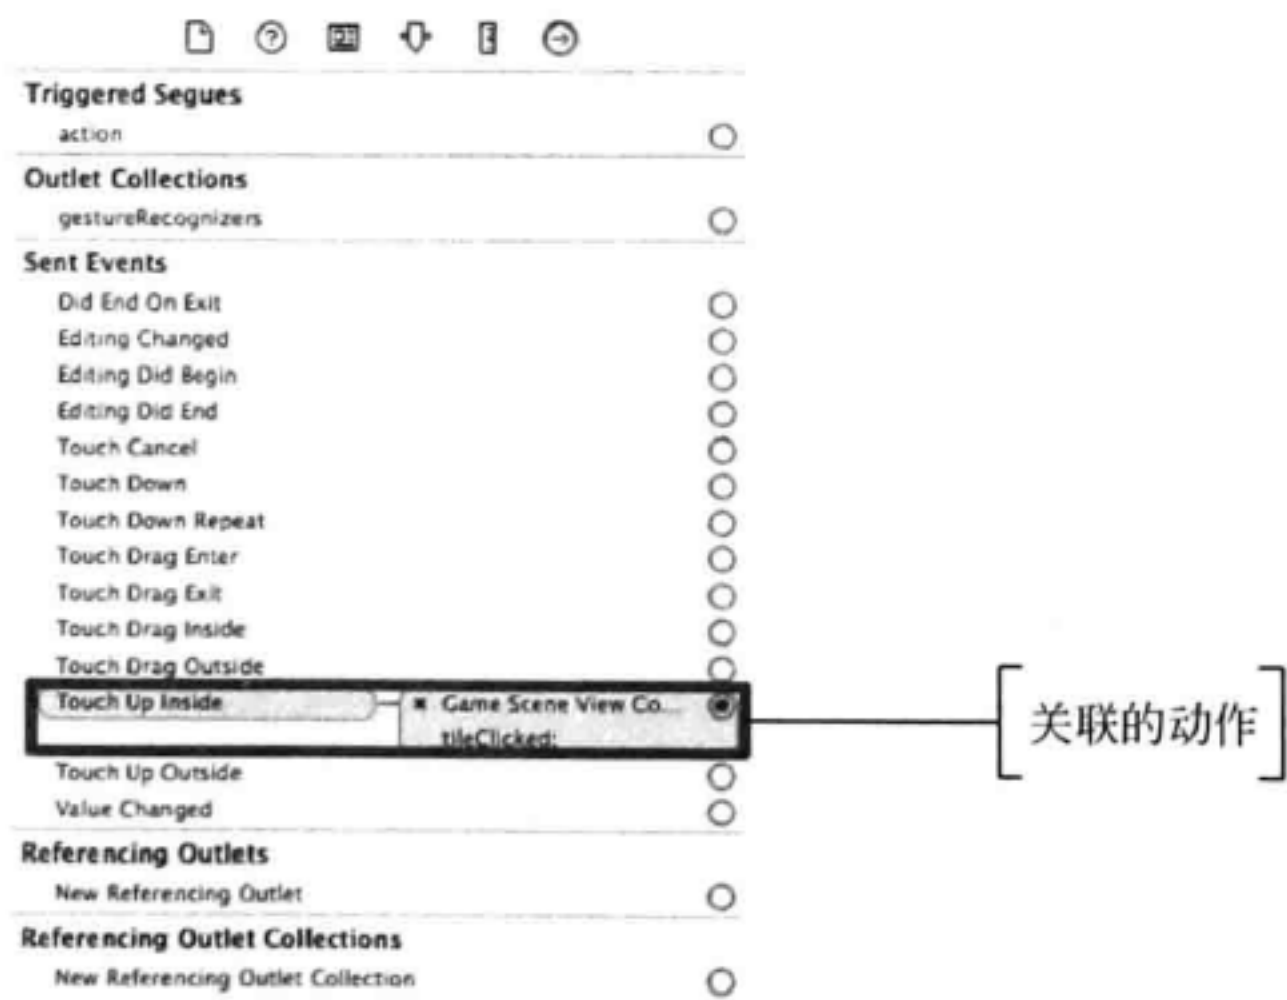 Triggered Segues
action
Outlet Collections
gestureRecognizers
Sent Events
Did End On Exit
Editing Changed
Editing Did Begin
Editing Did End
Touch Cancel
Touch Down
Touch Down Repeat
Touch Drag Enter
Touch Drag Exit
Touch Drag Inside
Touch Drag Outside
Touch Up Inside
Game Scene View Co...
tileClicked:
关联的动作
Touch Up Outside
Value Changed
Referencing Outlets
New Referencing Outlet
Referencing Outlet Collections
New Referencing Outlet Collection